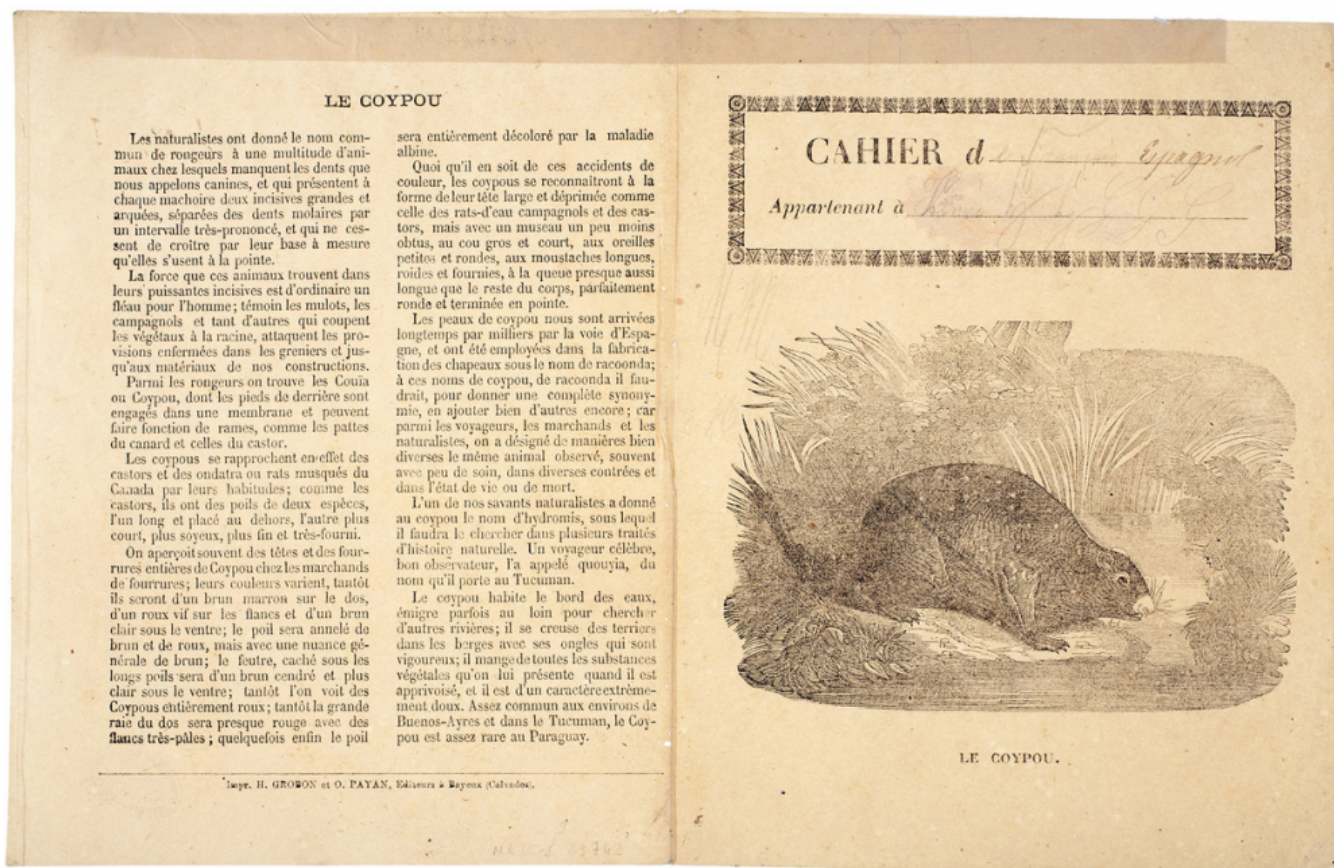 LE COYPOU
Les naturalistes ont donné le nom com-
mun de rongeurs à une multitude d'ani-
maux chez lesquels manquent les dents que
nous appelons canines, et qui présentent à
chaque machoire deux incisives grandes et
arquées, séparées des dents molaires par
un intervalle très-prononcé, et qui ne ces-
sent de croître par leur base à mesure
qu'elles s'usent à la pointe.
La force que ces animaux trouvent dans
leurs puissantes incisives est d'ordinaire un
fléau pour l'homme; témoin les mulots, les
campagnols et tant d'autres qui coupent
les végétaux à la racine, attaquent les pro-
visions enfermées dans les greniers et jus-
qu'aux matériaux de nos constructions.
Parmi les rongeurs on trouve les Couïa
ou Coypou, dont les pieds de derrière sont
engagés dans une membrane et peuvent
faire fonction de rames, comme les pattes
du canard et celles du castor.
Les coypous se rapprochent en effet des
castors et des ondatra ou rats musqués du
Canada par leurs habitudes; comme les
castors, ils ont des poils de deux espèces,
l'un long et placé au dehors, l'autre plus
court, plus soyeux, plus fin et très-fourni.
On aperçoit souvent des têtes et des four-
rures entières de Coypou chez les marchands
de fourrures; leurs couleurs varient, tantôt
ils seront d'un brun marron sur le dos,
d'un roux vif sur les flancs et d'un brun
clair sous le ventre; le poil sera annelé de
brun et de roux, mais avec une nuance gé-
nérale de brun; le feutre, caché sous les
longs poils sera d'un brun cendré et plus
clair sous le ventre; tantôt l'on voit des
Coypous entièrement roux; tantôt la grande
raie du dos sera presque rouge avec des
flancs très-pâles; quelquefois enfin le poil
sera entièrement décoloré par la maladie
albine.
Quoi qu'il en soit de ces accidents de
couleur, les coypous se reconnaîtront à la
forme de leur tête large et déprimée comme
celle des rats-d'eau campagnols et des cas-
tors, mais avec un museau un peu moins
obtus, au cou gros et court, aux oreilles
petites et rondes, aux moustaches longues,
roides et fournies, à la queue presque aussi
longue que le reste du corps, parfaitement
ronde et terminée en pointe.
Les peaux de coypou nous sont arrivées
longtemps par milliers par la voie d'Espa-
gne, et ont été employées dans la fabrica-
tion des chapeaux sous le nom de racoonda;
à ces noms de coypou, de racoonda il fau-
drait, pour donner une complète synony-
mie, en ajouter bien d'autres encore; car
parmi les voyageurs, les marchands et les
naturalistes, on a désigné de manières bien
diverses le même animal observé, souvent
avec peu de soin, dans diverses contrées et
dans l'état de vie ou de mort.
L'un de nos savants naturalistes a donné
au coypou le nom d'hydromis, sous lequel
il faudra le chercher dans plusieurs traités
d'histoire naturelle. Un voyageur célèbre,
bon observateur, l'a appelé quouyia, du
nom qu'il porte au Tucuman.
Le coypou habite le bord des eaux,
émigre parfois au loin pour chercher
d'autres rivières; il se creuse des terriers
dans les berges avec ses ongles qui sont
vigoureux; il mange de toutes les substances
végétales qu'on lui présente quand il est
apprivoisé, et il est d'un caractère extrême-
ment doux. Assez commun aux environs de
Buenos-Ayres et dans le Tucuman, le Coy-
pou est assez rare au Paraguay.
Impr. H. GROBON et O. PAYAN, Editeurs à Bayeux (Calvados).
CAHIER d Espagnol
Appartenant à
LE COYPOU.